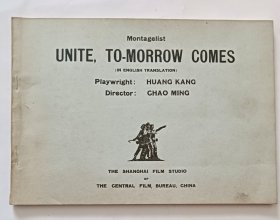 Montagelist
UNITE, TO-MORROW COMES
(IN ENGLISH TRANSLATION)
Playwright: HUANG KANG
Director: CHAO MING
THE SHANGHAI FILM STUDIO
OF
THE CENTRAL FILM, BUREAU, CHINA